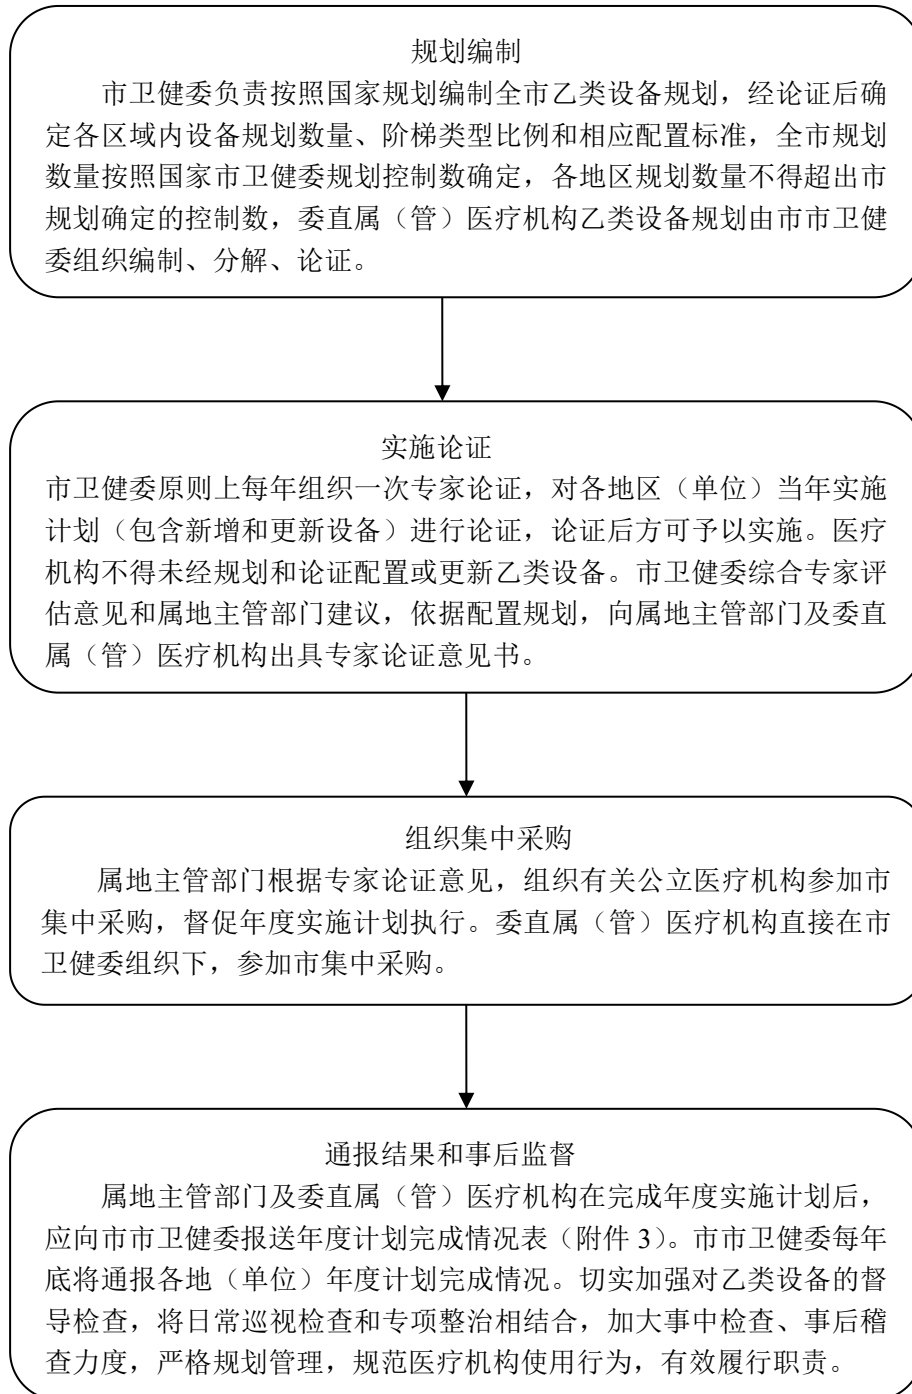 规划编制
市卫健委负责按照国家规划编制全市乙类设备规划，经论证后确
定各区域内设备规划数量、阶梯类型比例和相应配置标准，全市规划
数量按照国家市卫健委规划控制数确定，各地区规划数量不得超出市
规划确定的控制数，委直属（管）医疗机构乙类设备规划由市市卫健
委组织编制、分解、论证。
实施论证
市卫健委原则上每年组织一次专家论证，对各地区（单位）当年实施
计划（包含新增和更新设备）进行论证，论证后方可予以实施。医疗
机构不得未经规划和论证配置或更新乙类设备。市卫健委综合专家评
估意见和属地主管部门建议，依据配置规划，向属地主管部门及委直
属（管）医疗机构出具专家论证意见书。
组织集中采购
属地主管部门根据专家论证意见，组织有关公立医疗机构参加市
集中采购，督促年度实施计划执行。委直属（管）医疗机构直接在市
卫健委组织下，参加市集中采购。
通报结果和事后监督
属地主管部门及委直属（管）医疗机构在完成年度实施计划后，
应向市市卫健委报送年度计划完成情况表（附件 3）。市市卫健委每年
底将通报各地（单位）年度计划完成情况。切实加强对乙类设备的督
导检查，将日常巡视检查和专项整治相结合，加大事中检查、事后稽
查力度，严格规划管理，规范医疗机构使用行为，有效履行职责。